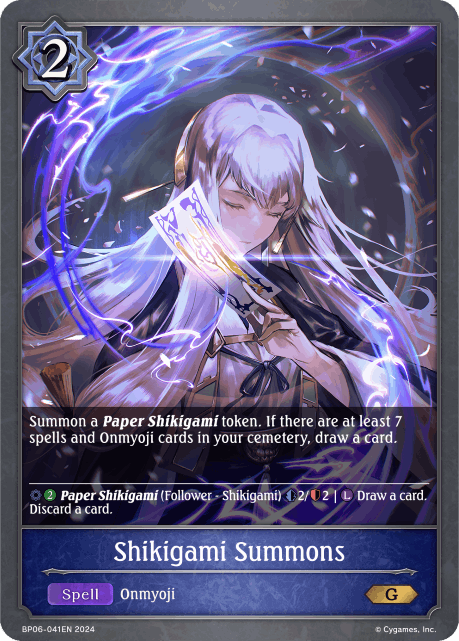 2
Summon a Paper Shikigami token. If there are at least 7
spells and Onmyoji cards in your cemetery, draw a card.
2 Paper Shikigami (Follower - Shikigami) 2/ 2 | L Draw a card.
Discard a card.
Shikigami Summons
Spell Onmyoji G
BP06-041EN 2024 © Cygames, Inc.